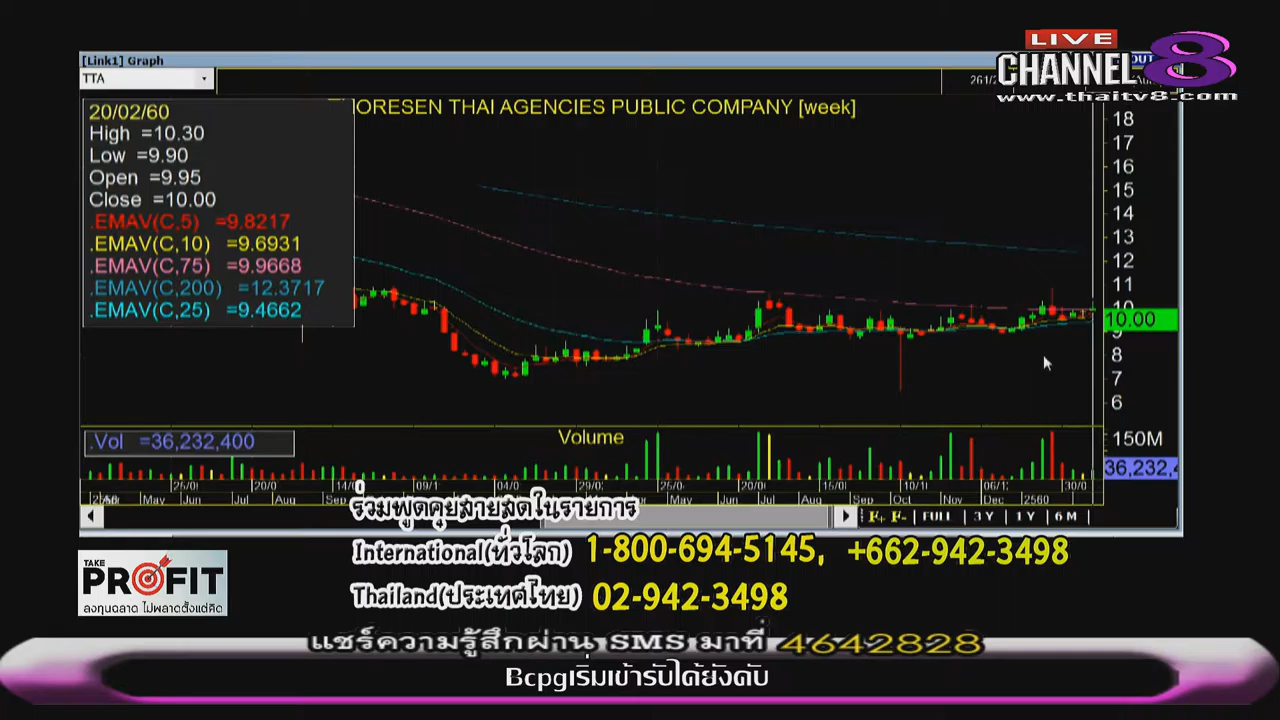 LIVE
CHANNEL 8
www.thaitv8.com
[Link1] Graph
TTA
20/02/60
High =10.30
Low =9.90
Open =9.95
Close =10.00
.EMAV(C,5) =9.8217
.EMAV(C,10) =9.6931
.EMAV(C,75) =9.9668
.EMAV(C,200) =12.3717
.EMAV(C,25) =9.4662
ORESEN THAI AGENCIES PUBLIC COMPANY [week]
18
17
16
15
14
13
12
11
10
10.00
9
8
7
6
.Vol =36,232,400
Volume
150M
36,232,4
May Jun Jul Aug Sep May Jun Jul Aug Sep Oct Nov Dec 2560
F+ F- FULL 3 Y 1 Y 6 M
ร่วมพูดคุยสายสดในรายการ
International(ทั่วโลก) 1-800-694-5145, +662-942-3498
Thailand(ประเทศไทย) 02-942-3498
TAKE
PROFIT
ลงทุนฉลาด ไม่พลาดตั้งแต่คิด
แชร์ความรู้สึกผ่าน SMS มาที่ 4642828
Bcpgเริ่มเข้ารับได้ยังคับ